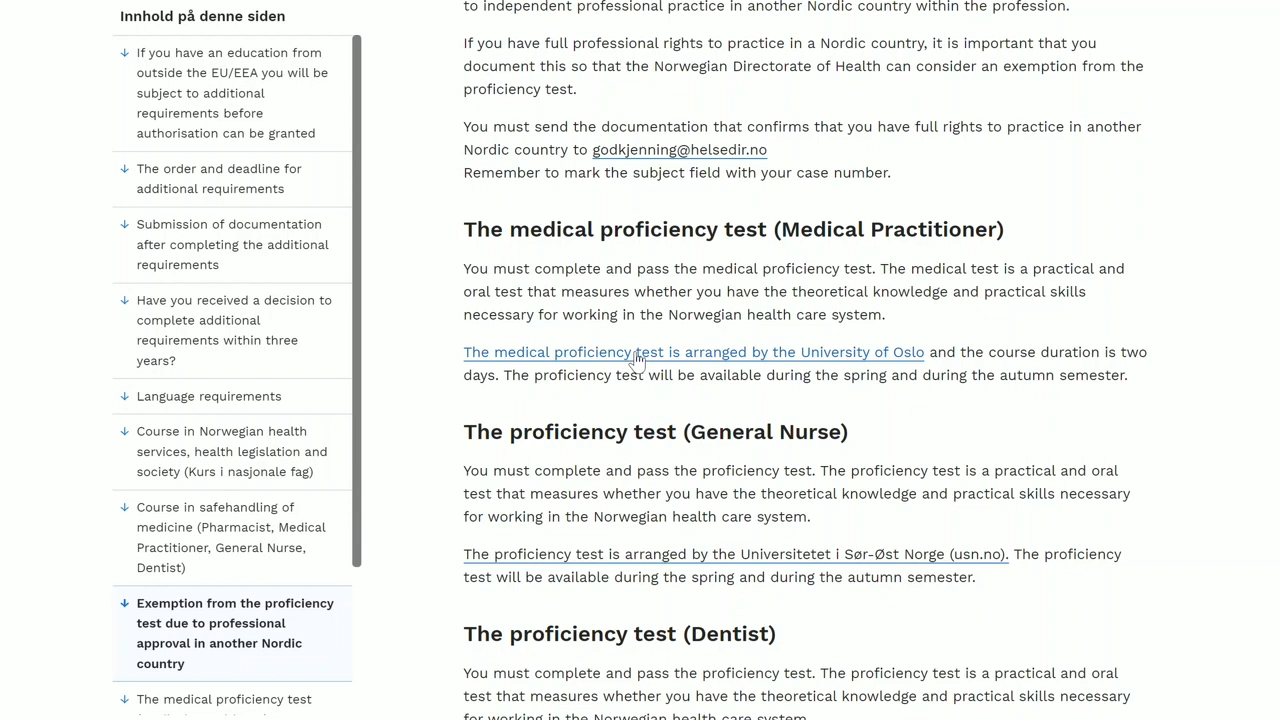 Innhold på denne siden
If you have an education from
outside the EU/EEA you will be
subject to additional
requirements before
authorisation can be granted
The order and deadline for
additional requirements
Submission of documentation
after completing the additional
requirements
Have you received a decision to
complete additional
requirements within three
years?
Language requirements
Course in Norwegian health
services, health legislation and
society (Kurs i nasjonale fag)
Course in safehandling of
medicine (Pharmacist, Medical
Practitioner, General Nurse,
Dentist)
Exemption from the proficiency
test due to professional
approval in another Nordic
country
The medical proficiency test
to independent professional practice in another Nordic country within the profession.
If you have full professional rights to practice in a Nordic country, it is important that you
document this so that the Norwegian Directorate of Health can consider an exemption from the
proficiency test.
You must send the documentation that confirms that you have full rights to practice in another
Nordic country to godkjenning@helsedir.no
Remember to mark the subject field with your case number.
The medical proficiency test (Medical Practitioner)
You must complete and pass the medical proficiency test. The medical test is a practical and
oral test that measures whether you have the theoretical knowledge and practical skills
necessary for working in the Norwegian health care system.
The medical proficiency test is arranged by the University of Oslo and the course duration is two
days. The proficiency test will be available during the spring and during the autumn semester.
The proficiency test (General Nurse)
You must complete and pass the proficiency test. The proficiency test is a practical and oral
test that measures whether you have the theoretical knowledge and practical skills necessary
for working in the Norwegian health care system.
The proficiency test is arranged by the Universitetet i Sør-Øst Norge (usn.no). The proficiency
test will be available during the spring and during the autumn semester.
The proficiency test (Dentist)
You must complete and pass the proficiency test. The proficiency test is a practical and oral
test that measures whether you have the theoretical knowledge and practical skills necessary
for working in the Norwegian health care system.